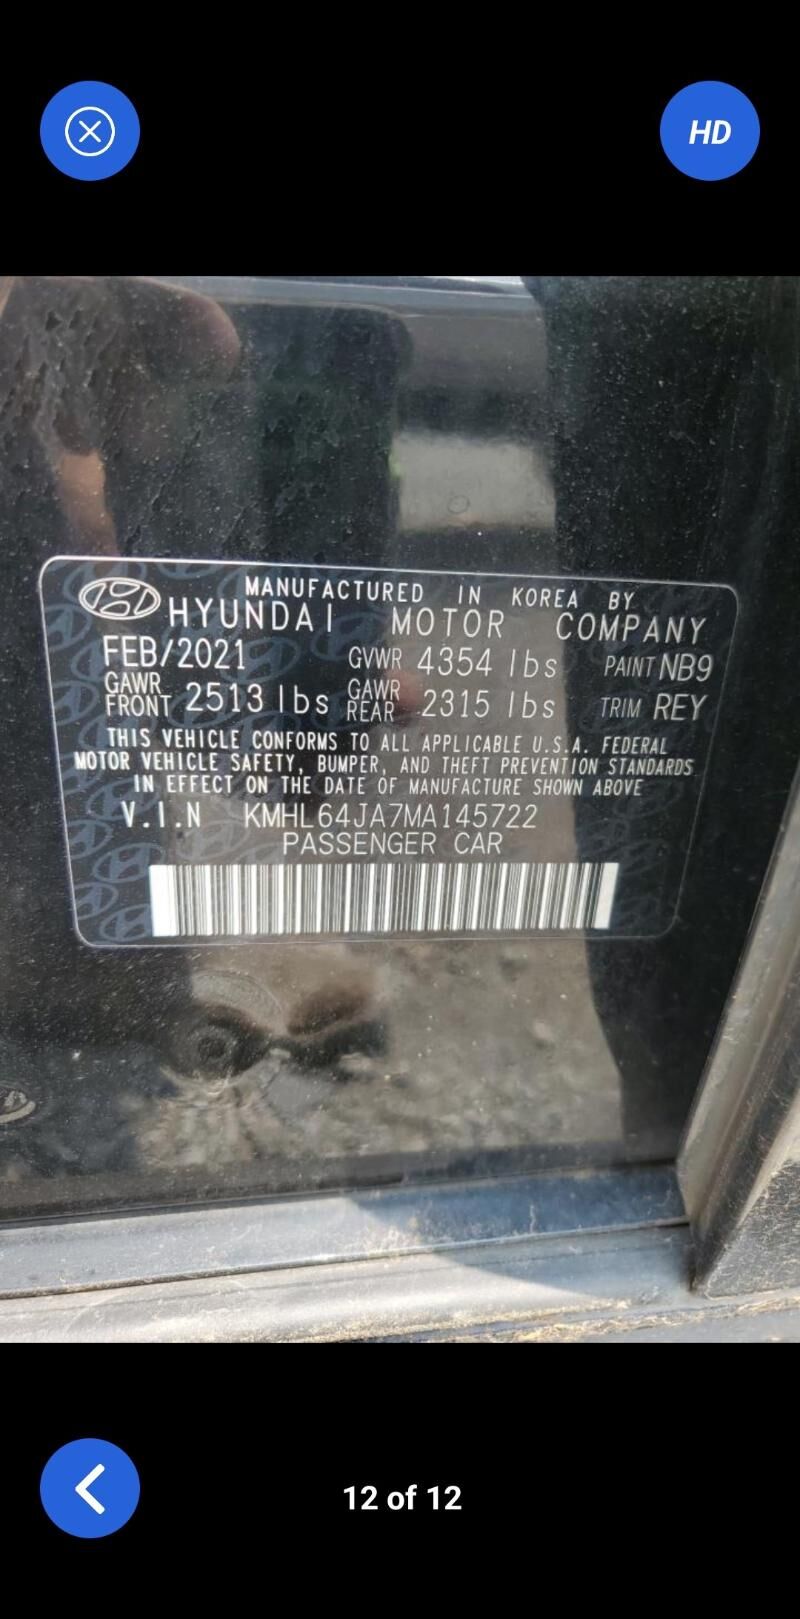 HD
MANUFACTURED IN KOREA BY
HYUNDAI MOTOR COMPANY
FEB/2021 GVWR 4354 lbs PAINT NB9
GAWR FRONT 2513 lbs GAWR REAR 2315 lbs TRIM REY
THIS VEHICLE CONFORMS TO ALL APPLICABLE U.S.A. FEDERAL
MOTOR VEHICLE SAFETY, BUMPER, AND THEFT PREVENTION STANDARDS
IN EFFECT ON THE DATE OF MANUFACTURE SHOWN ABOVE
V.I.N KMHL64JA7MA145722
PASSENGER CAR
12 of 12